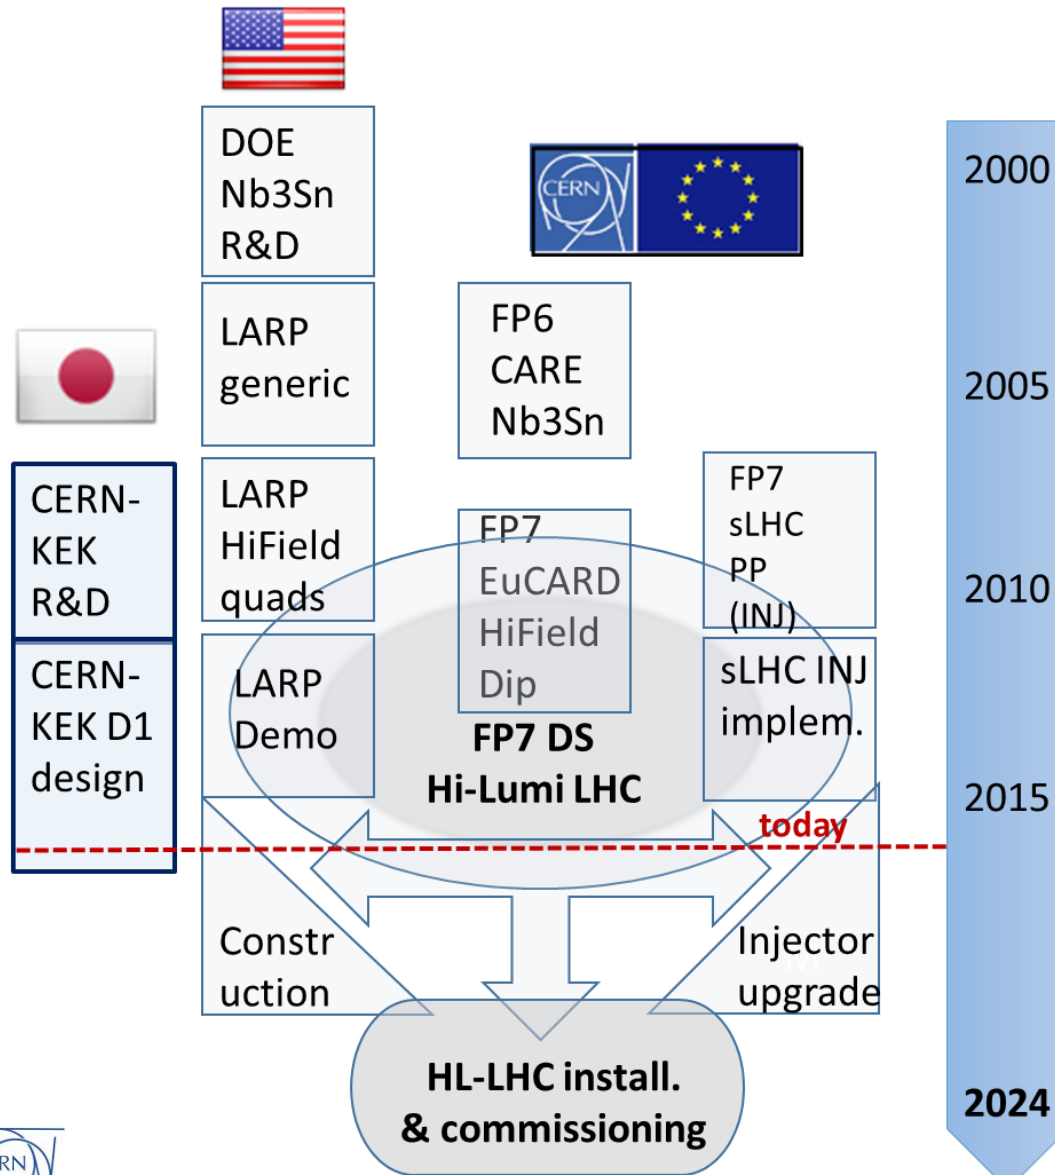 DOE
Nb3Sn
R&D
CERN
2000
LARP
generic
FP6
CARE
Nb3Sn
2005
CERN-
KEK
R&D
LARP
HiField
quads
FP7
EuCARD
HiField
Dip
FP7
sLHC
PP
(INJ)
2010
CERN-
KEK D1
design
LARP
Demo
FP7 DS
Hi-Lumi LHC
sLHC INJ
implem.
2015
today
Constr
uction
Injector
upgrade
HL-LHC install.
& commissioning
2024